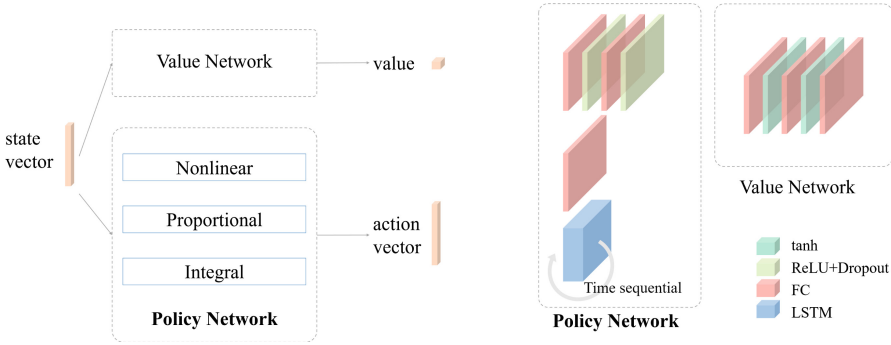 Value Network
value
state
vector
Nonlinear
Proportional
Integral
action
vector
Policy Network
Time sequential
Policy Network
Value Network
tanh
ReLU+Dropout
FC
LSTM